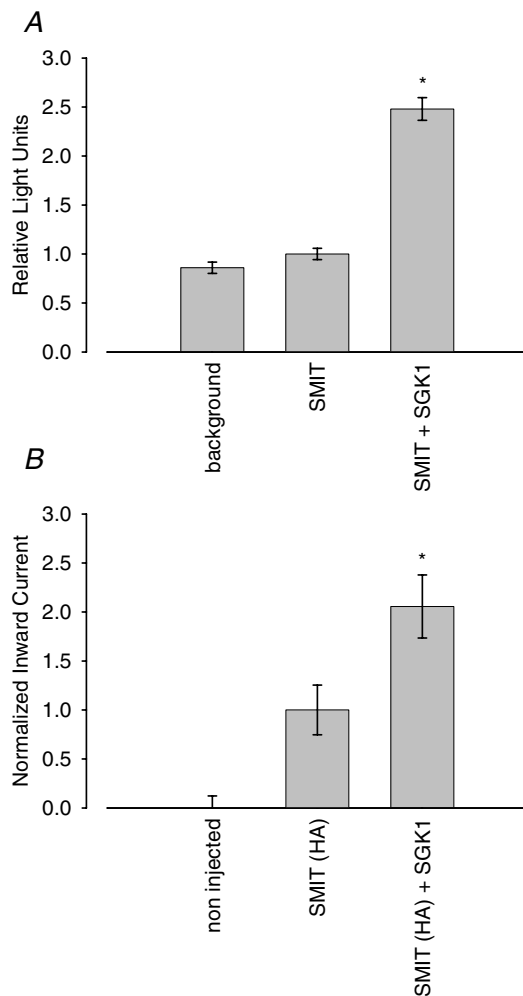 A
3.0
2.5
2.0
1.5
1.0
0.5
0.0
Relative Light Units
*
background
SMIT
SMIT + SGK1
B
3.0
2.5
2.0
1.5
1.0
0.5
0.0
Normalized Inward Current
*
non injected
SMIT (HA)
SMIT (HA) + SGK1